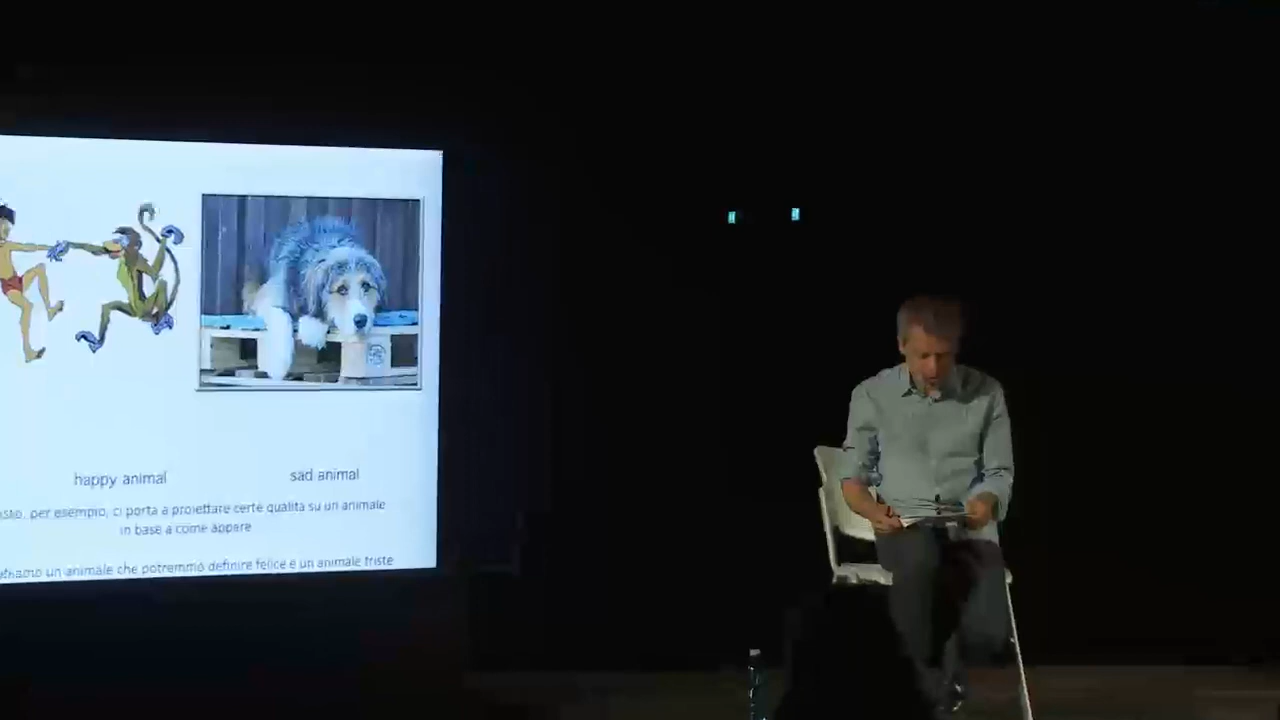 happy animal
sad animal
per esempio, ci porta a proiettare certe qualità su un animale
in base a come appare
un animale che potremmo definire felice e un animale triste